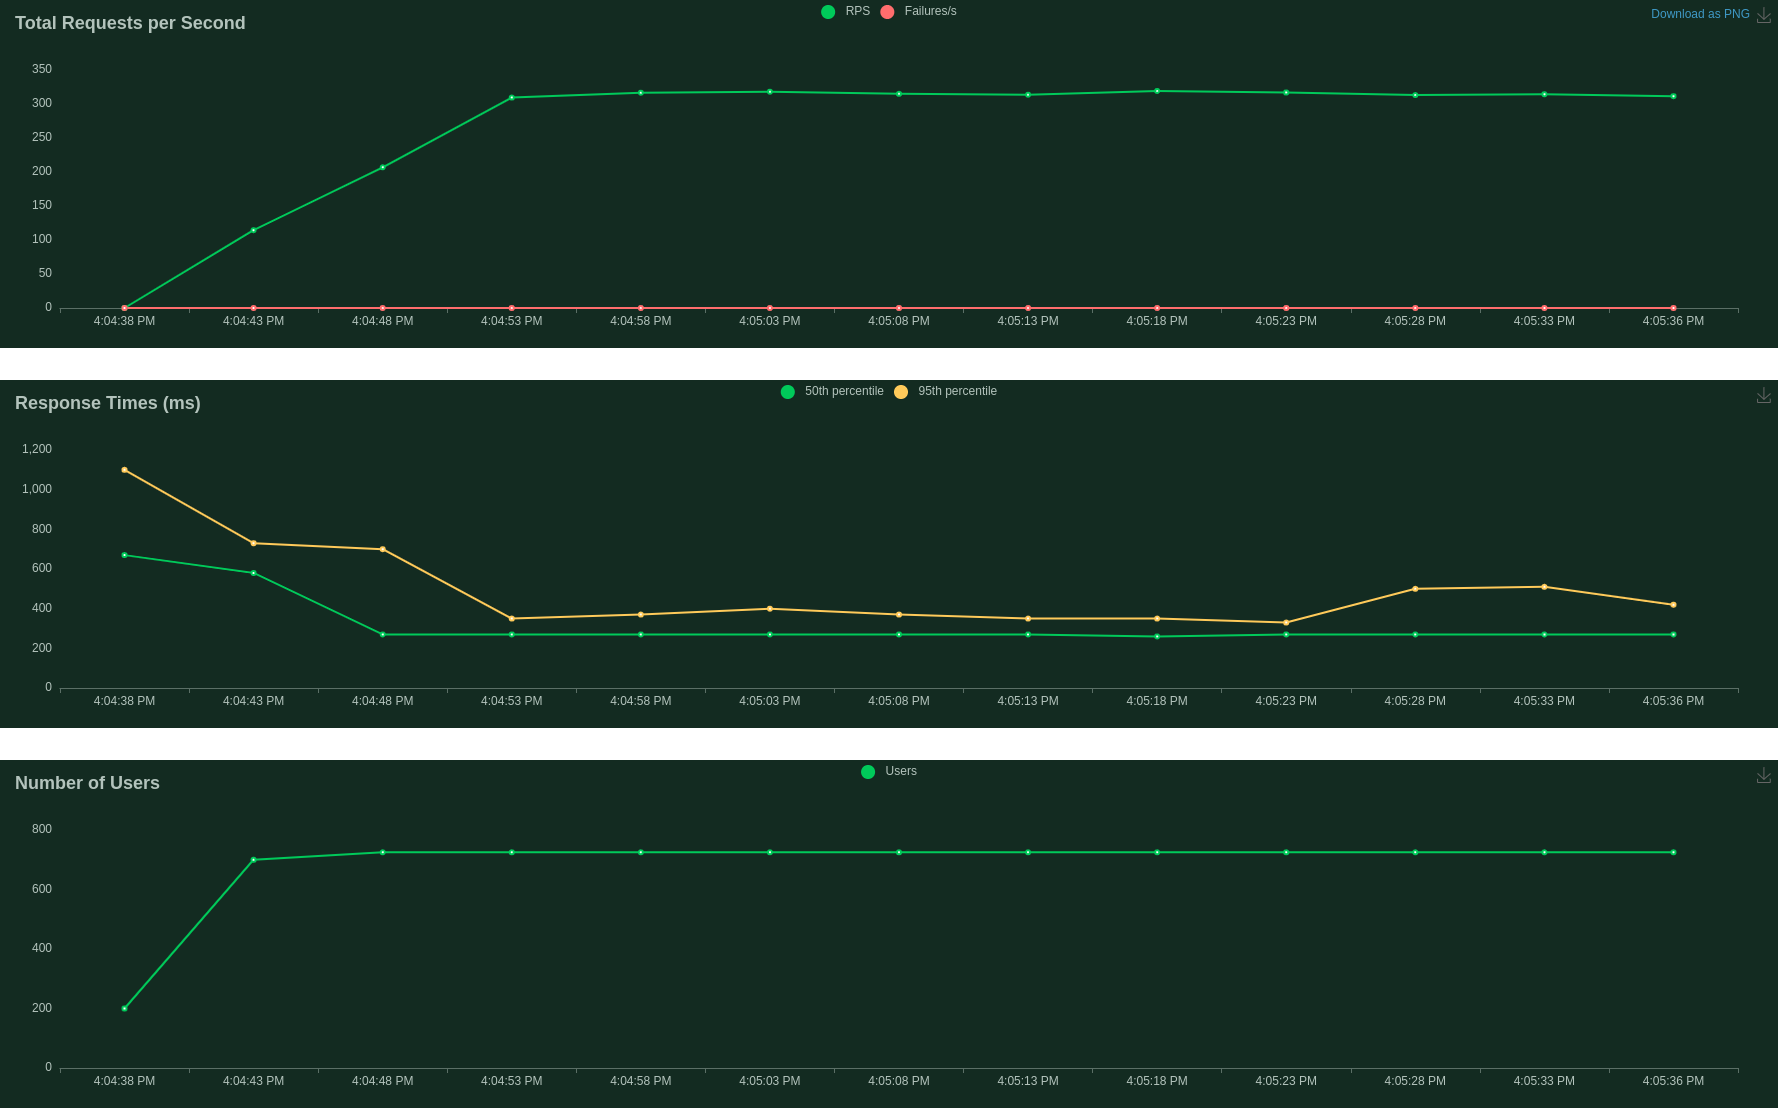 Total Requests per Second
RPS Failures/s
Download as PNG
350
300
250
200
150
100
50
0
4:04:38 PM 4:04:43 PM 4:04:48 PM 4:04:53 PM 4:04:58 PM 4:05:03 PM 4:05:08 PM 4:05:13 PM 4:05:18 PM 4:05:23 PM 4:05:28 PM 4:05:33 PM 4:05:36 PM
Response Times (ms)
50th percentile 95th percentile
1,200
1,000
800
600
400
200
0
4:04:38 PM 4:04:43 PM 4:04:48 PM 4:04:53 PM 4:04:58 PM 4:05:03 PM 4:05:08 PM 4:05:13 PM 4:05:18 PM 4:05:23 PM 4:05:28 PM 4:05:33 PM 4:05:36 PM
Number of Users
Users
800
600
400
200
0
4:04:38 PM 4:04:43 PM 4:04:48 PM 4:04:53 PM 4:04:58 PM 4:05:03 PM 4:05:08 PM 4:05:13 PM 4:05:18 PM 4:05:23 PM 4:05:28 PM 4:05:33 PM 4:05:36 PM